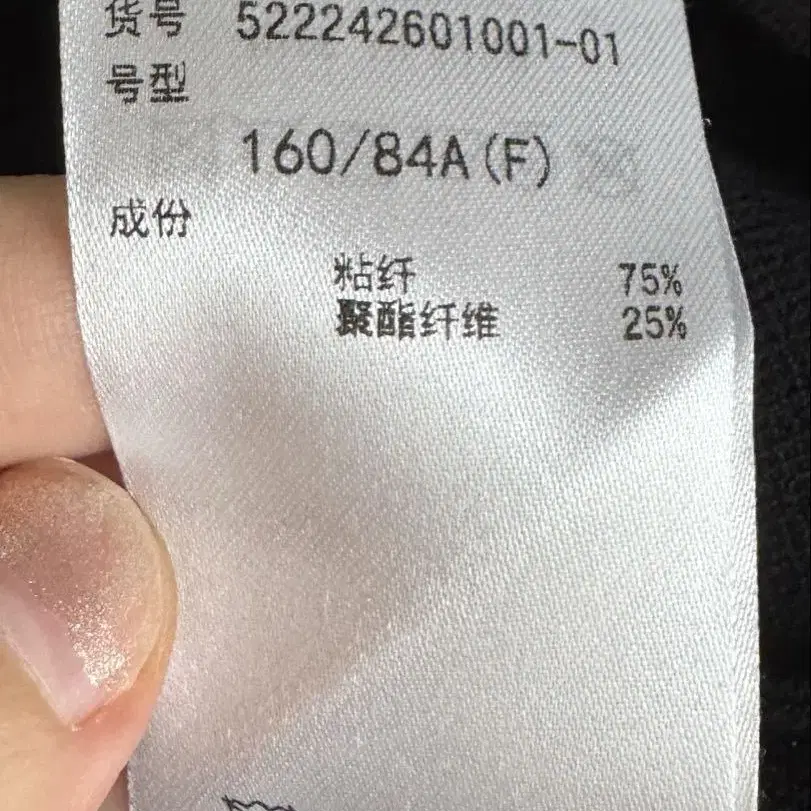 货号 522242601001-01
号型
160/84A(F)
成份
粘纤 75%
聚酯纤维 25%